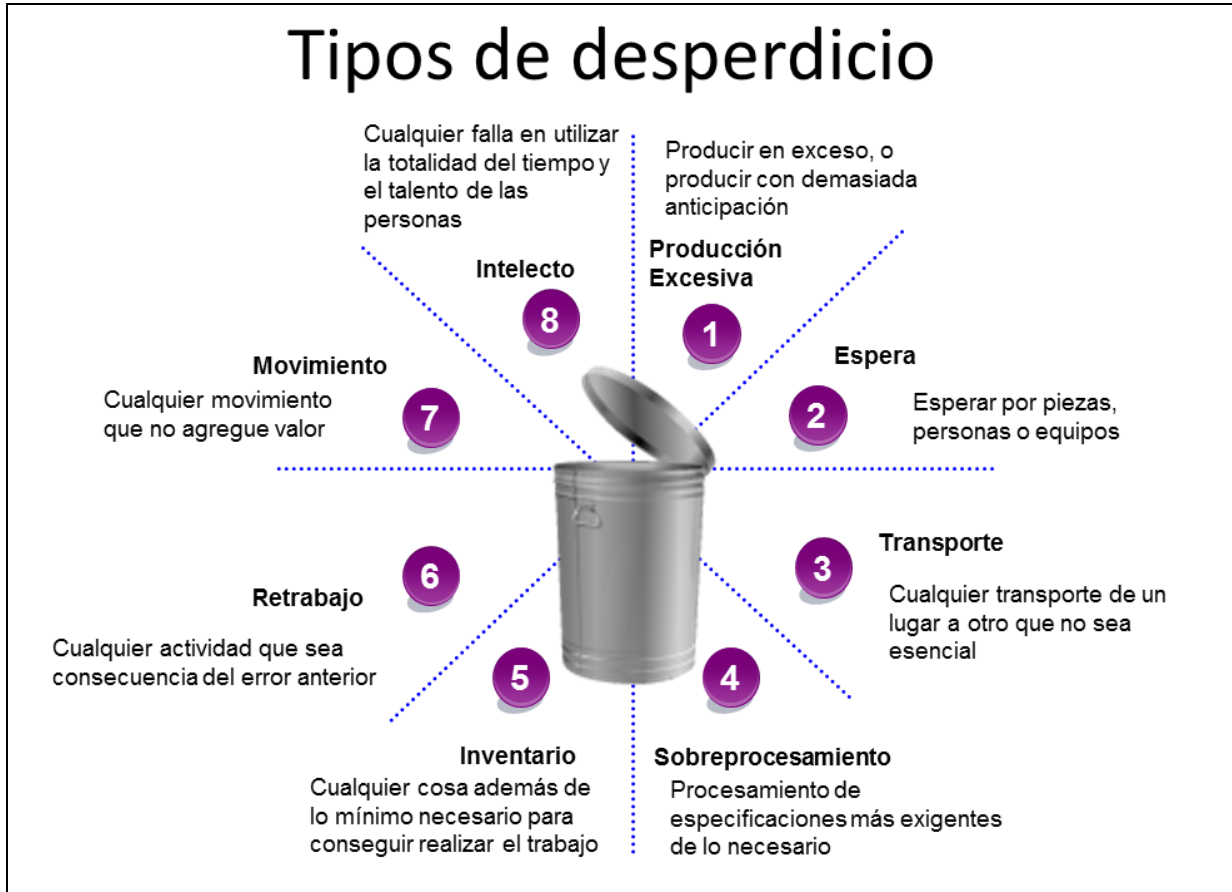 Tipos de desperdicio
Producir en exceso, o
producir con demasiada
anticipación
Producción
Excesiva
1
Espera
2
Esperar por piezas,
personas o equipos
Transporte
3
Cualquier transporte de un
lugar a otro que no sea
esencial
4
Sobreprocesamiento
Procesamiento de
especificaciones más exigentes
de lo necesario
5
Inventario
Cualquier cosa además de
lo mínimo necesario para
conseguir realizar el trabajo
6
Retrabajo
Cualquier actividad que sea
consecuencia del error anterior
Movimiento
7
Cualquier movimiento
que no agregue valor
Cualquier falla en utilizar
la totalidad del tiempo y
el talento de las
personas
Intelecto
8